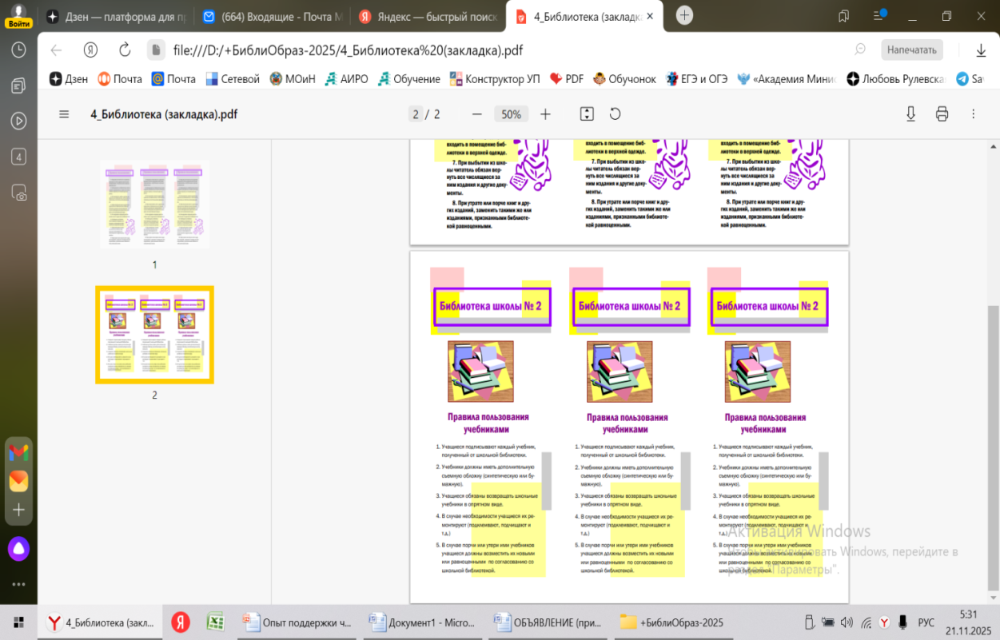 Войти
Дзен — платформа для пр
(664) Входящие - Почта М
Яндекс — быстрый поиск
4_Библиотека (закладка
file:///D:/+БиблиОбраз-2025/4_Библиотека%20(закладка).pdf
Напечатать
Дзен
Почта
Почта
Сетевой
МОиН
АИРО
Обучение
Конструктор УП
PDF
Обучонок
ЕГЭ и ОГЭ
«Академия Мини
Любовь Рулевска
Sa
4
4_Библиотека (закладка).pdf
2 / 2
50%
1
2
входить в помещение биб-
лиотеки в верхней одежде.
7. При выбытии из шко-
лы читатель обязан вер-
нуть все числящиеся за
ним издания и другие доку-
менты.
8. При утрате или порче книг и дру-
гих изданий, заменить такими же или
изданиями, признанными библиоте-
кой равноценными.
входить в помещение биб-
лиотеки в верхней одежде.
7. При выбытии из шко-
лы читатель обязан вер-
нуть все числящиеся за
ним издания и другие доку-
менты.
8. При утрате или порче книг и дру-
гих изданий, заменить такими же или
изданиями, признанными библиоте-
кой равноценными.
входить в помещение биб-
лиотеки в верхней одежде.
7. При выбытии из шко-
лы читатель обязан вер-
нуть все числящиеся за
ним издания и другие доку-
менты.
8. При утрате или порче книг и дру-
гих изданий, заменить такими же или
изданиями, признанными библиоте-
кой равноценными.
Библиотека школы № 2
Правила пользования
учебниками
1. Учащиеся подписывают каждый учебник,
полученный от школьной библиотеки.
2. Учебники должны иметь дополнительную
съемную обложку (синтетическую или бу-
мажную).
3. Учащиеся обязаны возвращать школьные
учебники в опрятном виде.
4. В случае необходимости учащиеся их ре-
монтируют (подклеивают, подчищают и
т.д.)
5. В случае порчи или утери ими учебников
учащиеся должны возместить их новыми
или равноценными по согласованию со
школьной библиотекой.
Библиотека школы № 2
Правила пользования
учебниками
1. Учащиеся подписывают каждый учебник,
полученный от школьной библиотеки.
2. Учебники должны иметь дополнительную
съемную обложку (синтетическую или бу-
мажную).
3. Учащиеся обязаны возвращать школьные
учебники в опрятном виде.
4. В случае необходимости учащиеся их ре-
монтируют (подклеивают, подчищают и
т.д.)
5. В случае порчи или утери ими учебников
учащиеся должны возместить их новыми
или равноценными по согласованию со
школьной библиотекой.
Библиотека школы № 2
Правила пользования
учебниками
1. Учащиеся подписывают каждый учебник,
полученный от школьной библиотеки.
2. Учебники должны иметь дополнительную
съемную обложку (синтетическую или бу-
мажную).
3. Учащиеся обязаны возвращать школьные
учебники в опрятном виде.
4. В случае необходимости учащиеся их ре-
монтируют (подклеивают, подчищают и
т.д.)
5. В случае порчи или утери ими учебников
учащиеся должны возместить их новыми
или равноценными по согласованию со
школьной библиотекой.
Активация Windows
Чтобы активировать Windows, перейдите в
раздел "Параметры".
4_Библиотека (закл...
Опыт поддержки ч...
Документ1 - Micro...
ОБЪЯВЛЕНИЕ (при...
+БиблиОбраз-2025
РУС
5:31
21.11.2025